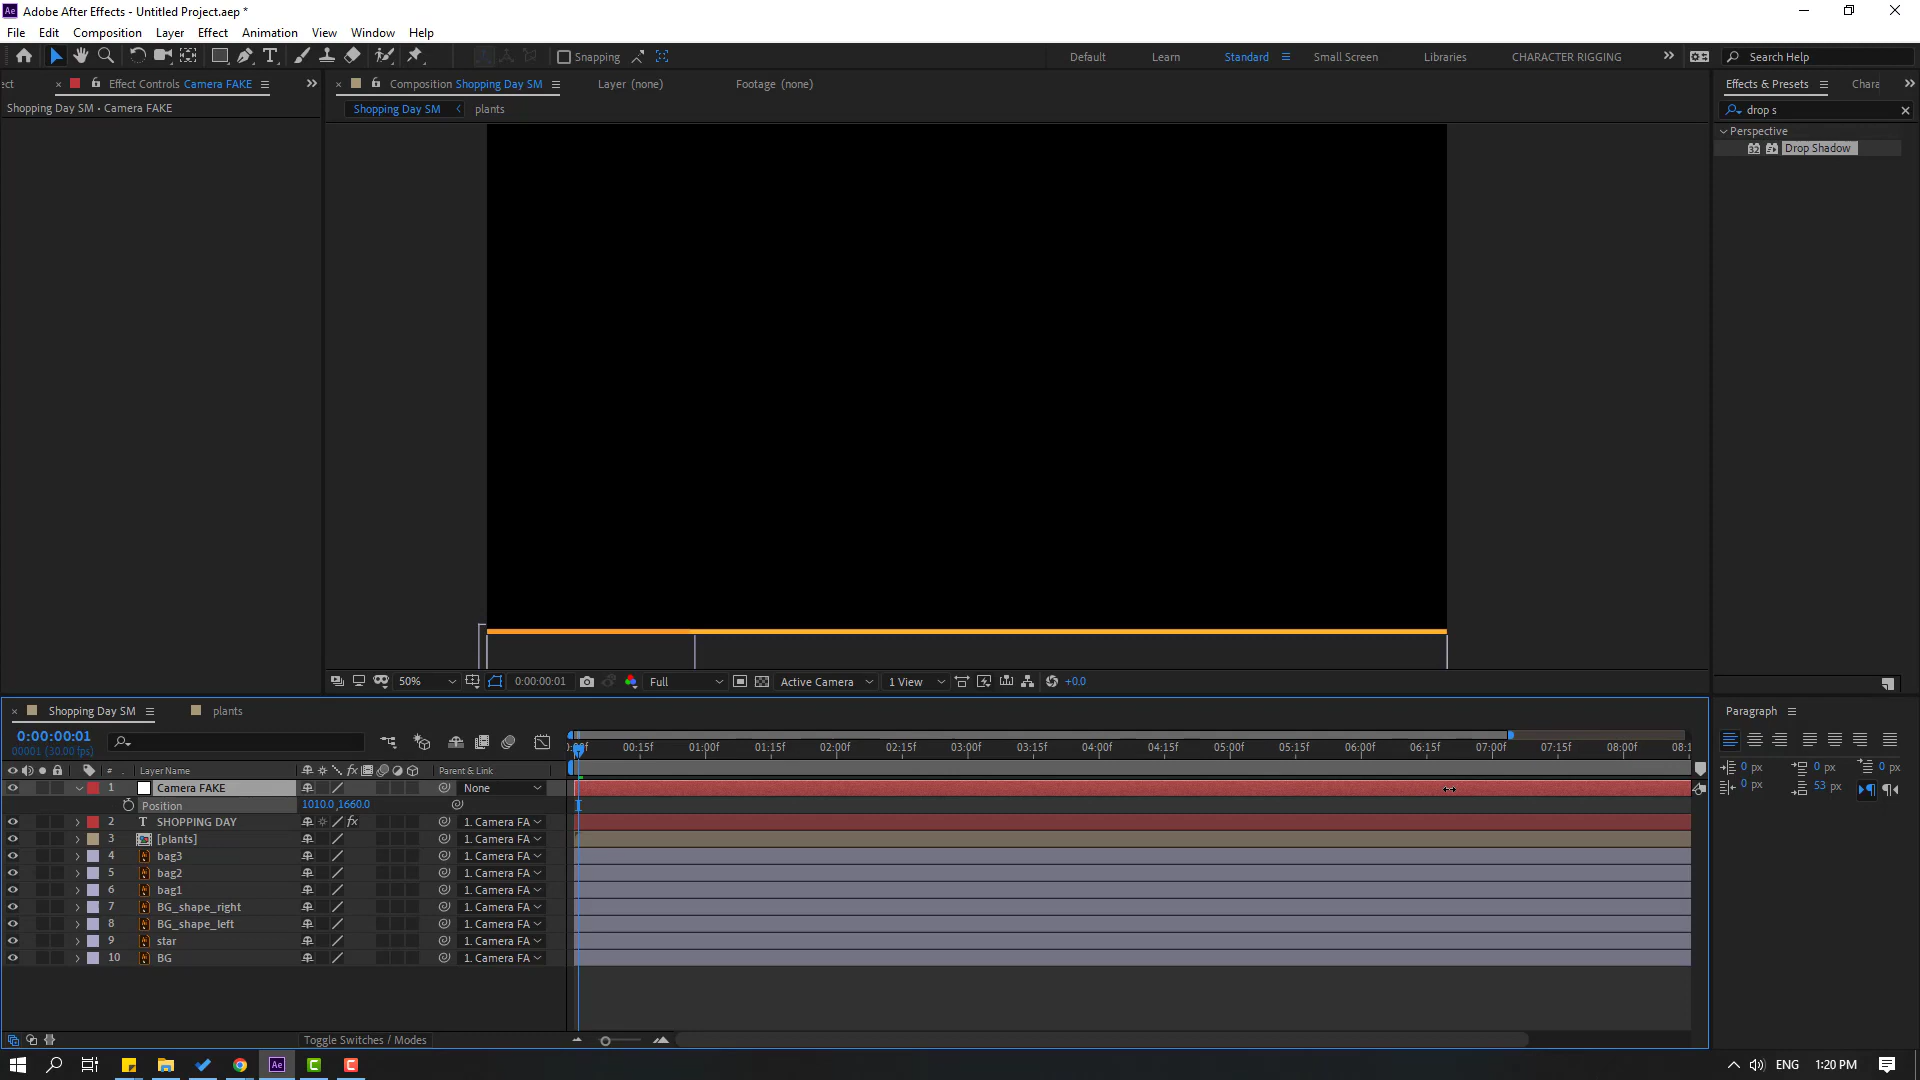 Adobe After Effects - Untitled Project.aep *
File Edit Composition Layer Effect Animation View Window Help
Snapping Default Learn Standard Small Screen Libraries CHARACTER RIGGING Search Help
ect Effect Controls Camera FAKE Composition Shopping Day SM Layer (none) Footage (none) Effects & Presets Chara
Shopping Day SM • Camera FAKE
Shopping Day SM plants
drop s
Perspective
32 Drop Shadow
50% 0:00:00:01 Full Active Camera 1 View +0.0
Shopping Day SM plants
Paragraph
0:00:00:01
00001 (30.00 fps)
:00f 00:15f 01:00f 01:15f 02:00f 02:15f 03:00f 03:15f 04:00f 04:15f 05:00f 05:15f 06:00f 06:15f 07:00f 07:15f 08:00f 08:1
0 px 0 px 0 px
0 px 53 px
# Layer Name Parent & Link
1 Camera FAKE None
Position 1010.0,1660.0
2 SHOPPING DAY 1. Camera FA
3 [plants] 1. Camera FA
4 bag3 1. Camera FA
5 bag2 1. Camera FA
6 bag1 1. Camera FA
7 BG_shape_right 1. Camera FA
8 BG_shape_left 1. Camera FA
9 star 1. Camera FA
10 BG 1. Camera FA
Toggle Switches / Modes
ENG 1:20 PM